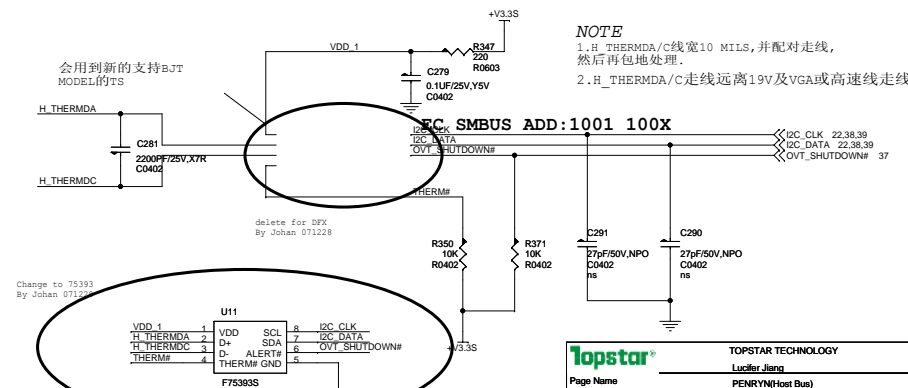 +V3.3S
NOTE
1.H_THERMDA/C线宽10 MILS,并配对走线,
然后再包地处理.
2.H_THERMDA/C走线远离19V及VGA或高速线走线
VDD_1
R347
220
R0603
C279
0.1UF/25V,Y5V
C0402
会用到新的支持BJT
MODEL的TS
H_THERMDA
C281
2200PF/25V,X7R
C0402
H_THERMDC
EC SMBUS ADD:1001 100X
I2C_CLK
I2C_DATA
OVT_SHUTDOWN#
I2C_CLK 22,38,39
I2C_DATA 22,38,39
OVT_SHUTDOWN# 37
THERM#
delete for DFX
By Johan 071228
R350
10K
R0402
R371
10K
R0402
C291
27pF/50V,NPO
C0402
ns
C290
27pF/50V,NPO
C0402
ns
+V3.3S
Change to 75393
By Johan 071228
U11
VDD_1 1 VDD SCL 8 I2C_CLK
H_THERMDA 2 D+ SDA 7 I2C_DATA
H_THERMDC 3 D- ALERT# 6 OVT_SHUTDOWN#
THERM# 4 THERM# GND 5
F75393S
Topstar
TOPSTAR TECHNOLOGY
Lucifer Jiang
Page Name
PENRYN(Host Bus)